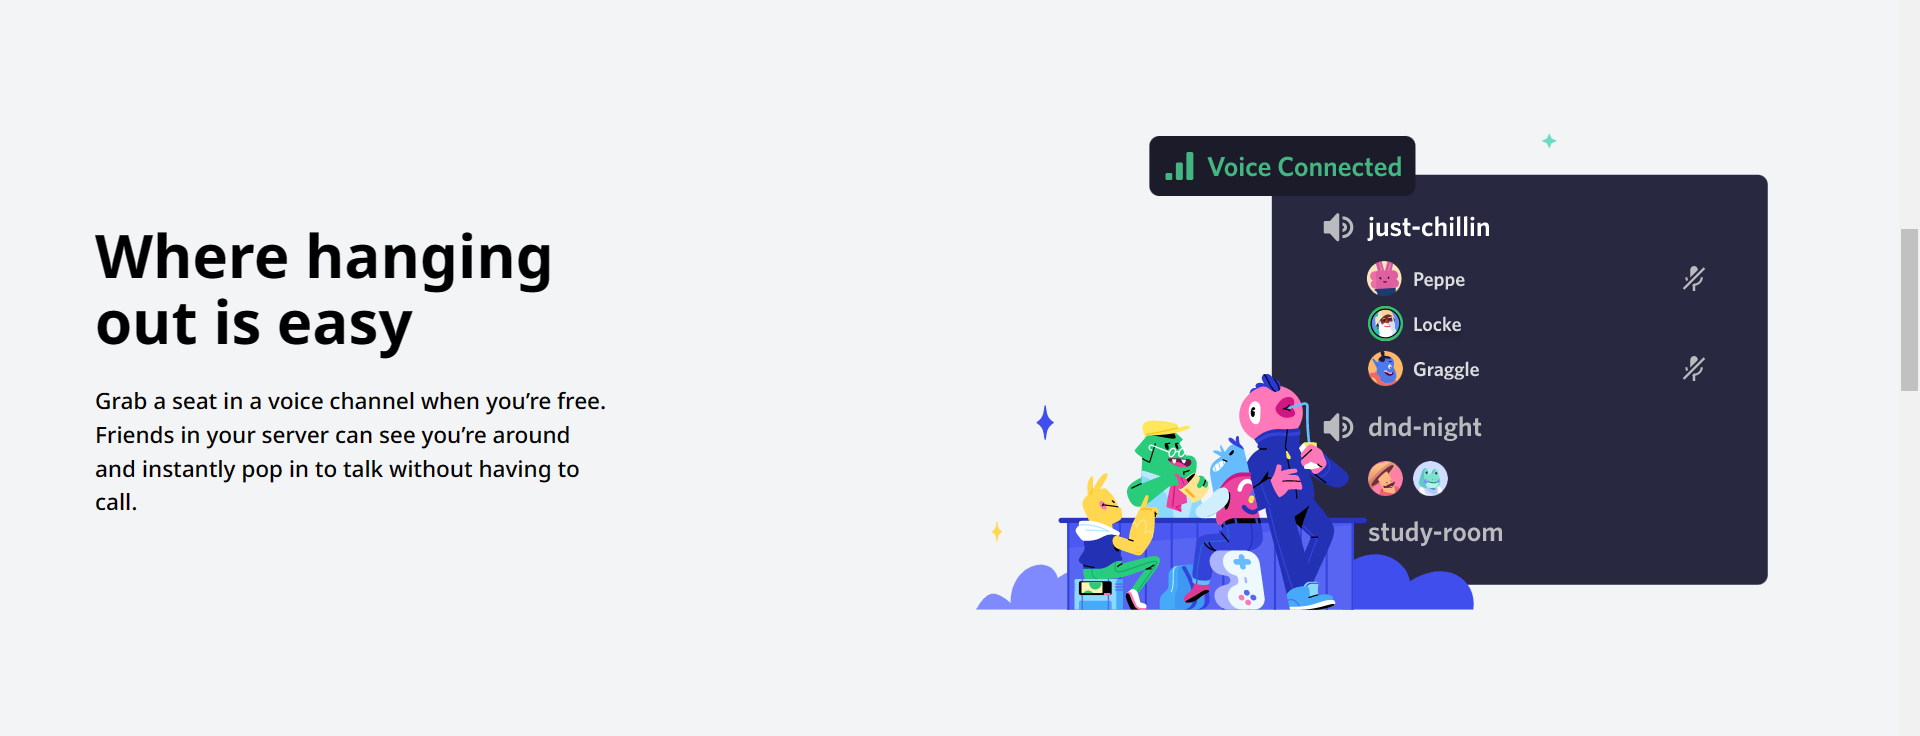 Where hanging
out is easy
Grab a seat in a voice channel when you’re free.
Friends in your server can see you’re around
and instantly pop in to talk without having to
call.
Voice Connected
just-chillin
Peppe
Locke
Graggle
dnd-night
study-room